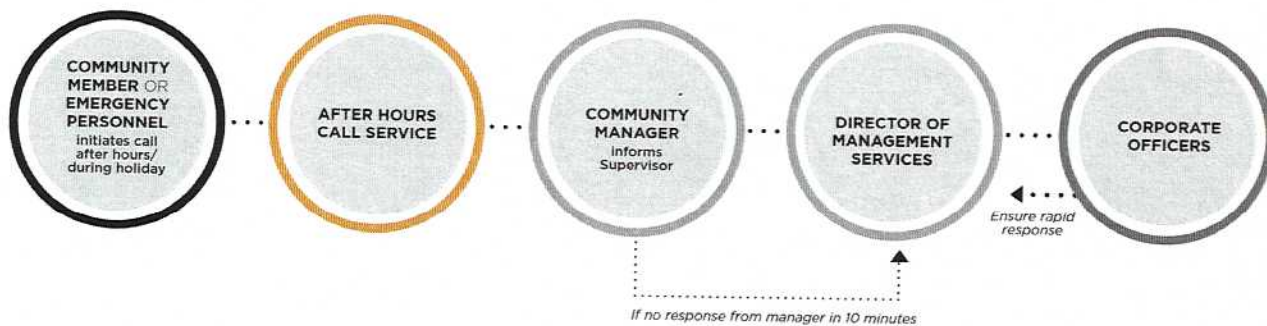 COMMUNITY
MEMBER OR
EMERGENCY
PERSONNEL
initiates call
after hours/
during holiday
AFTER HOURS
CALL SERVICE
COMMUNITY
MANAGER
informs
Supervisor
DIRECTOR OF
MANAGEMENT
SERVICES
CORPORATE
OFFICERS
Ensure rapid
response
If no response from manager in 10 minutes